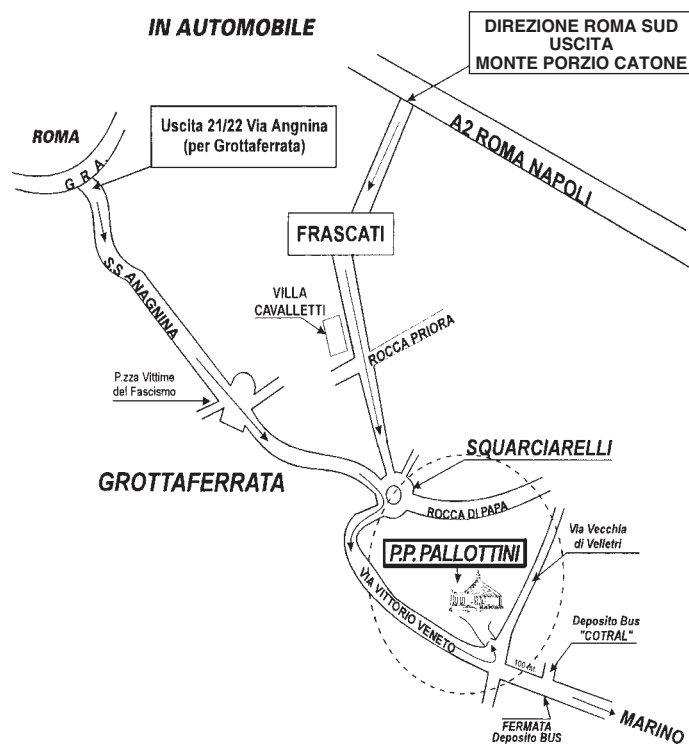 IN AUTOMOBILE
DIREZIONE ROMA SUD
USCITA
MONTE PORZIO CATONE
ROMA
Uscita 21/22 Via Angnina
(per Grottaferrata)
G.R.A.
A2 ROMA NAPOLI
FRASCATI
S.S ANAGNINA
VILLA
CAVALLETTI
ROCCA PRIORA
P.zza Vittime
del Fascismo
SQUARCIARELLI
GROTTAFERRATA
ROCCA DI PAPA
Via Vecchia
di Velletri
P.P. PALLOTTINI
VIA VITTORIO VENETO
Deposito Bus
"COTRAL"
MARINO
FERMATA
Deposito BUS